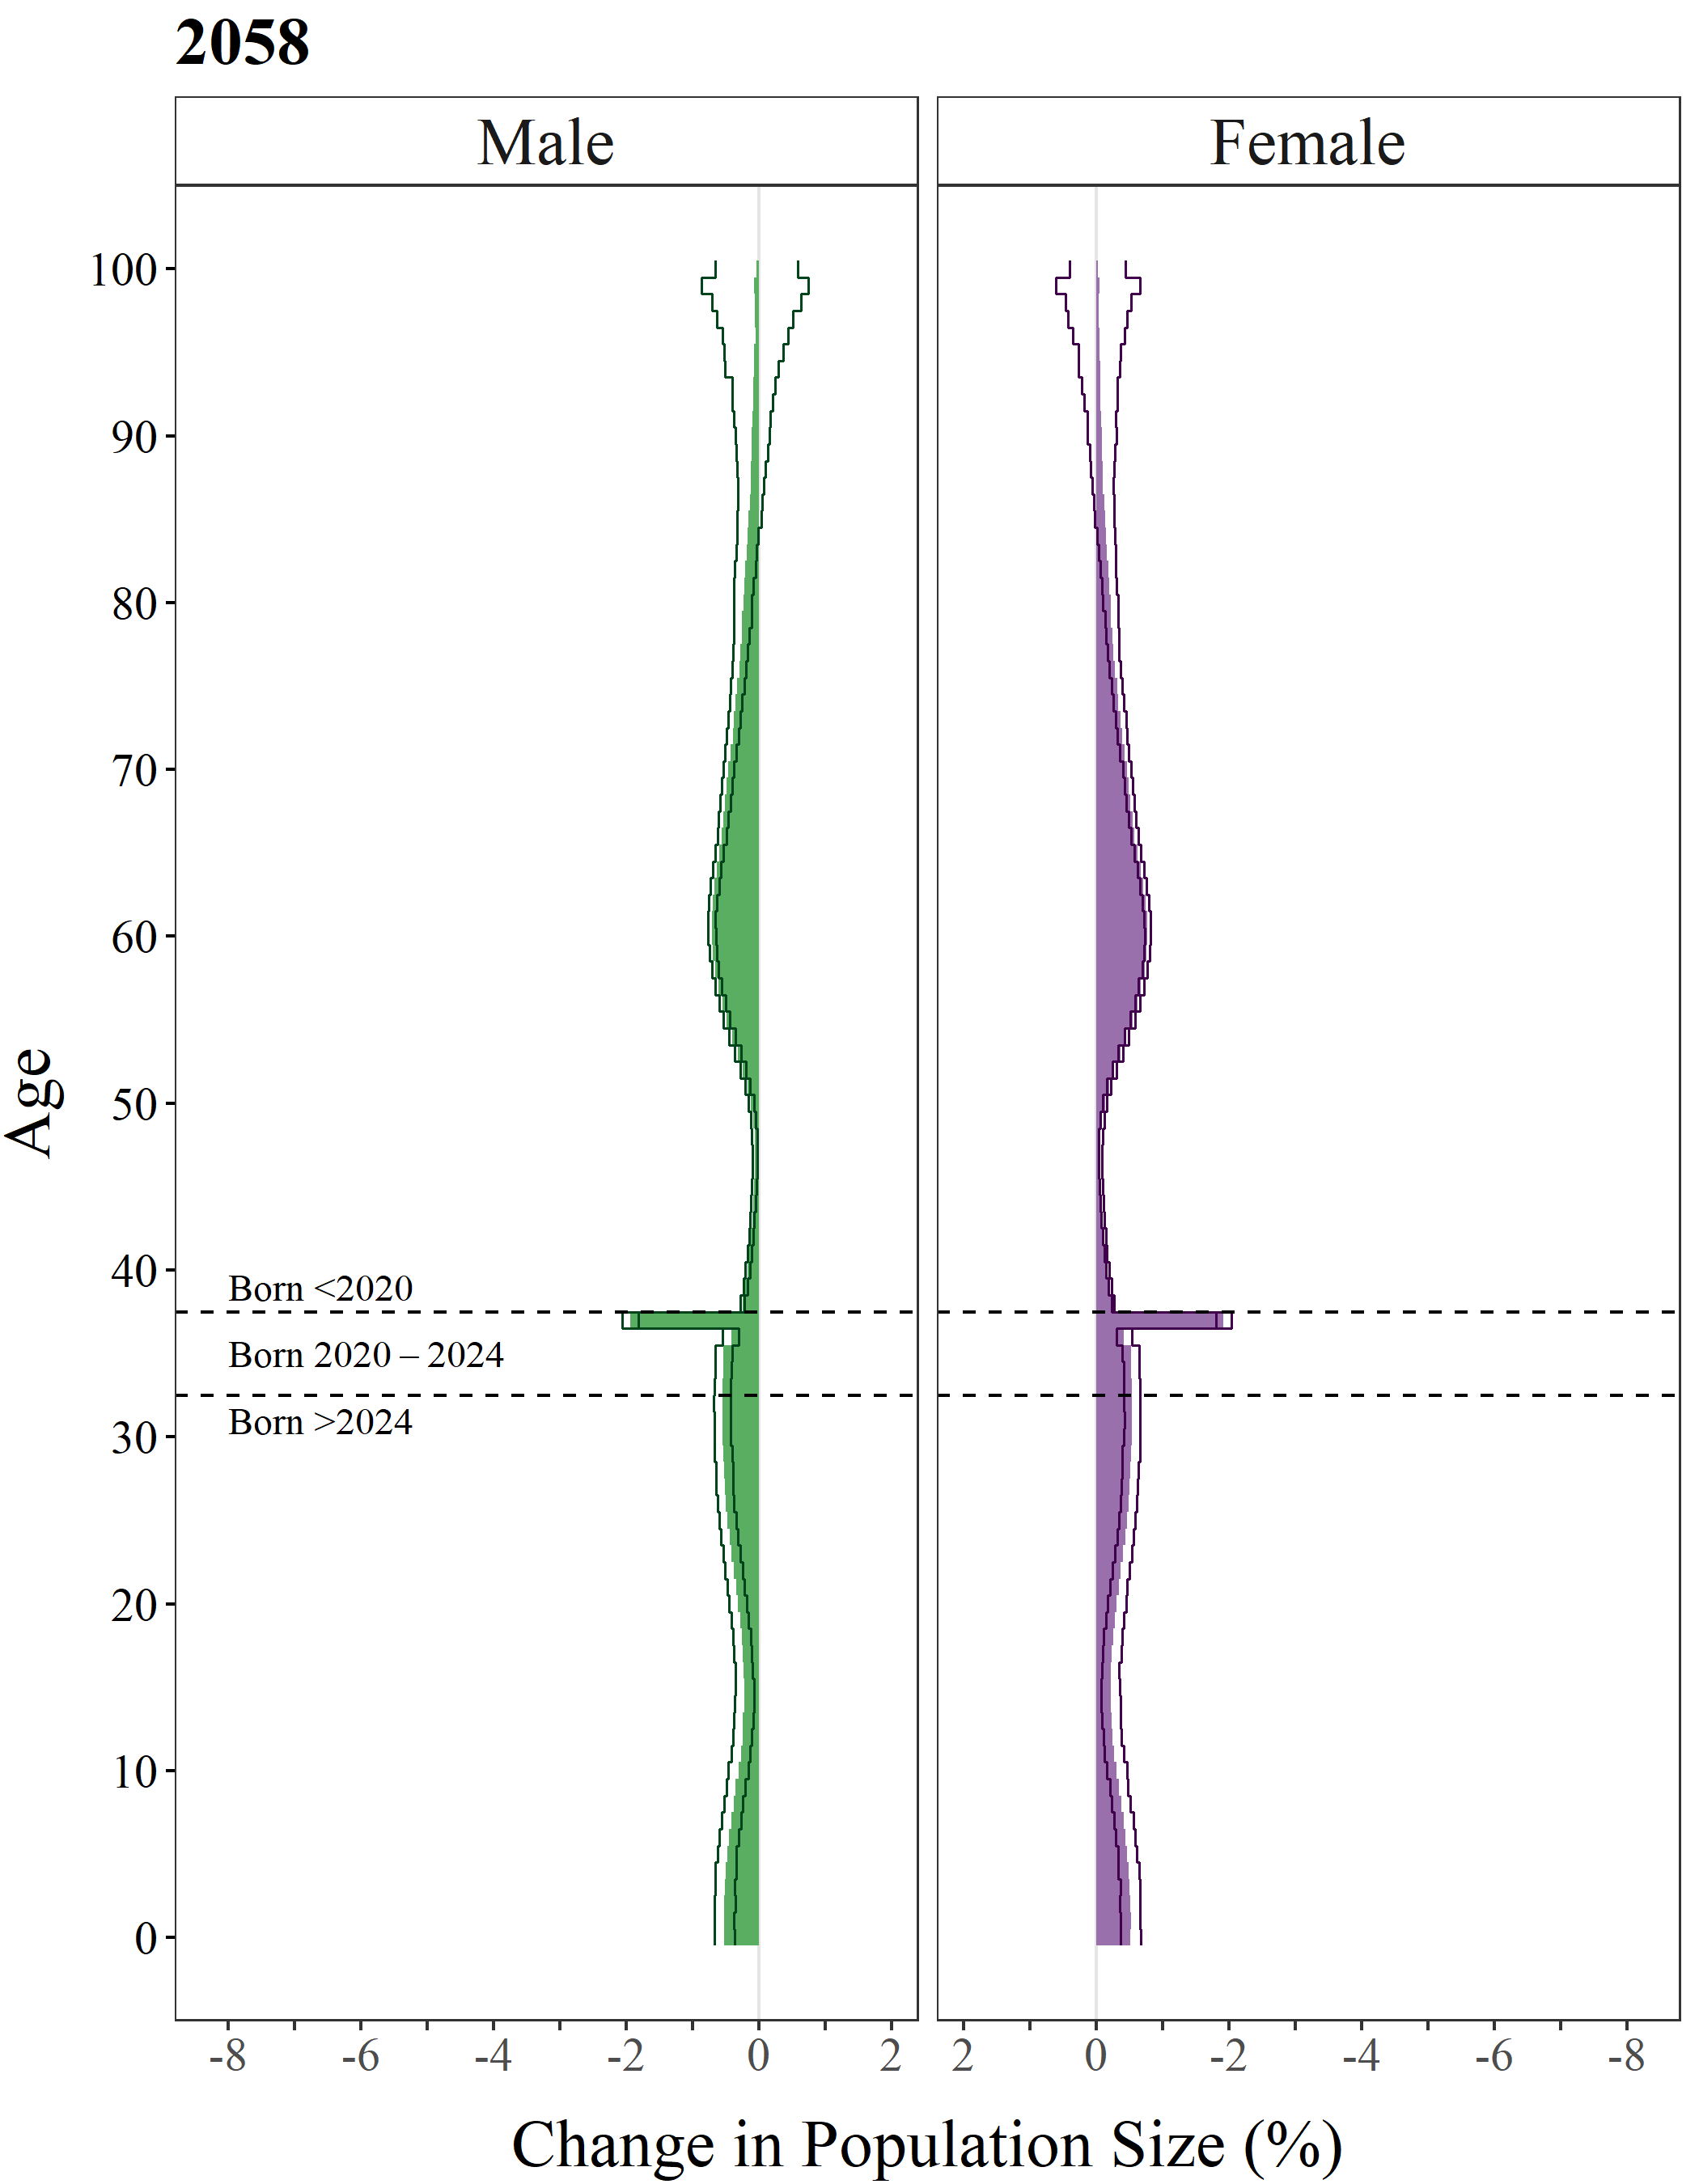 2058
Male
Female
100
90
80
70
60
50
40
30
20
10
0
Age
Born <2020
Born 2020 – 2024
Born >2024
-8 -6 -4 -2 0 2
2 0 -2 -4 -6 -8
Change in Population Size (%)